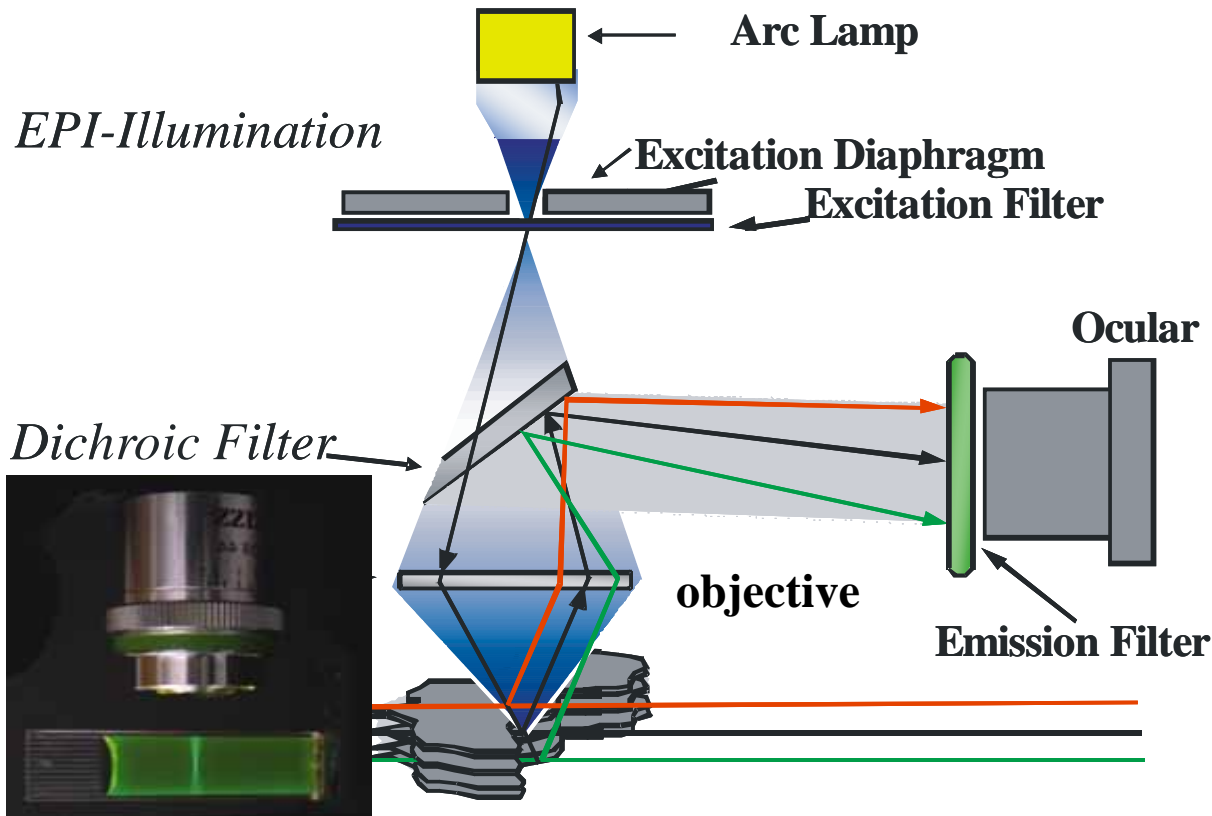 Arc Lamp
EPI-Illumination
Excitation Diaphragm
Excitation Filter
Ocular
Dichroic Filter
objective
Emission Filter